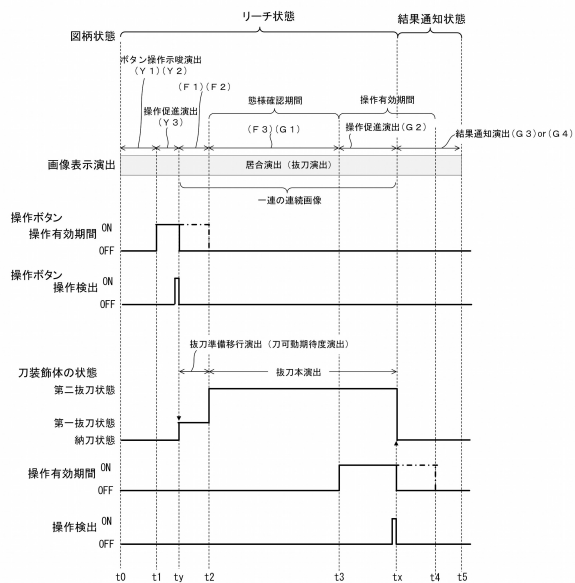 リーチ状態
結果通知状態
図柄状態
ボタン操作示唆演出
（Ｙ１）（Ｙ２）
（Ｆ１）（Ｆ２）
操作促進演出
（Ｙ３）
態様確認期間
操作有効期間
（Ｆ３）（Ｇ１）
操作促進演出（Ｇ２）
結果通知演出（Ｇ３）or（Ｇ４）
画像表示演出
居合演出（抜刀演出）
一連の連続画像
操作ボタン
操作有効期間
ON
OFF
操作ボタン
操作検出
ON
OFF
抜刀準備移行演出（刀可動期待度演出）
刀装飾体の状態
抜刀本演出
第二抜刀状態
第一抜刀状態
納刀状態
操作有効期間
ON
OFF
操作検出
ON
OFF
t0 t1 ty t2 t3 tx t4 t5